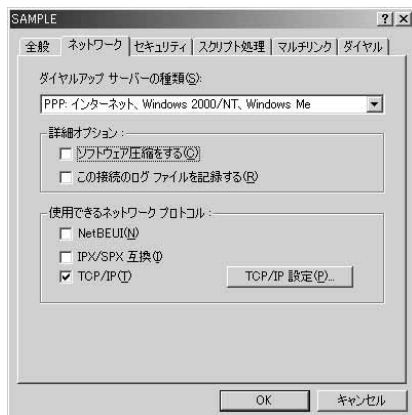 SAMPLE
全般 ネットワーク セキュリティ スクリプト処理 マルチリンク ダイヤル
ダイヤルアップ サーバーの種類(S):
PPP: インターネット、Windows 2000/NT、Windows Me
詳細オプション :
ソフトウェア圧縮をする(C)
この接続のログ ファイルを記録する(R)
使用できるネットワーク プロトコル :
NetBEUI(N)
IPX/SPX 互換(I)
TCP/IP(T) TCP/IP 設定(P)...
OK キャンセル